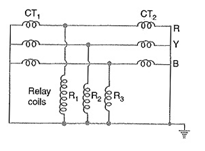 CT₁ CT₂
R
Y
B
Relay
coils
R₁ R₂ R₃